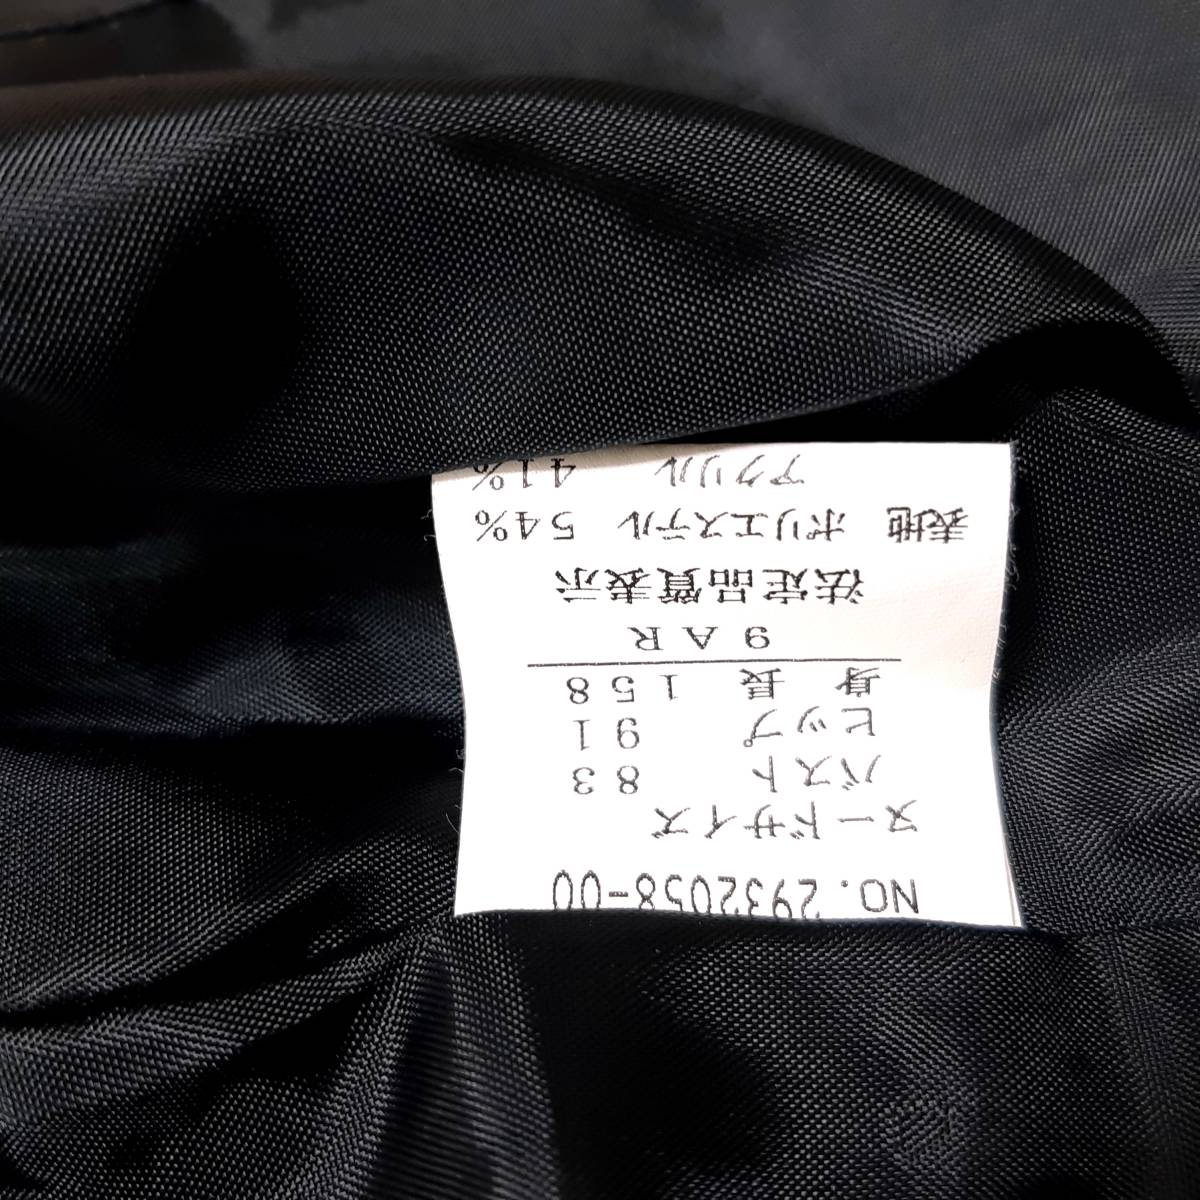 NO. 2932058-00
ヌードサイズ
バスト 83
ヒップ 91
身長 158
9AR
法定品質表示
表地 ポリエステル 54%
アクリル 41%